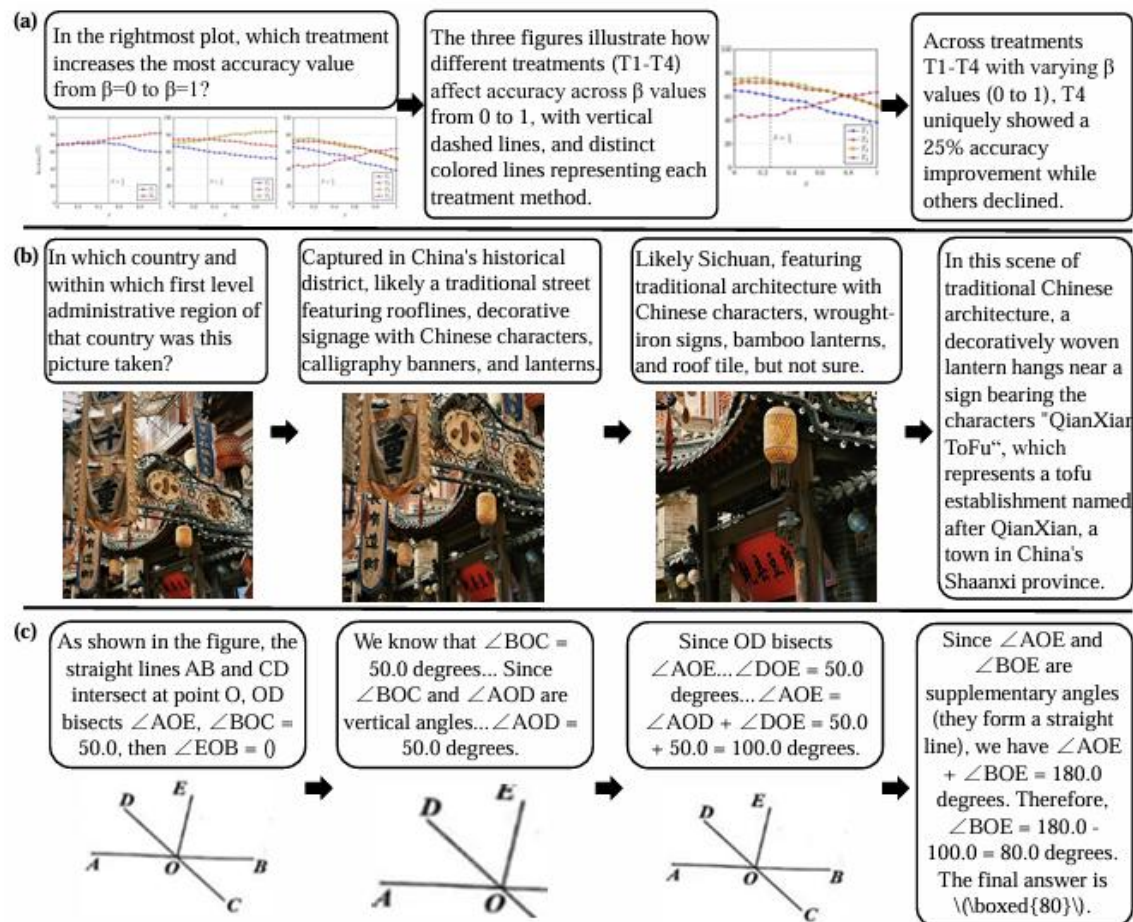 (a)
In the rightmost plot, which treatment
increases the most accuracy value
from β=0 to β=1?
The three figures illustrate how
different treatments (T1-T4)
affect accuracy across β values
from 0 to 1, with vertical
dashed lines, and distinct
colored lines representing each
treatment method.
Across treatments
T1-T4 with varying β
values (0 to 1), T4
uniquely showed a
25% accuracy
improvement while
others declined.
(b)
In which country and
within which first level
administrative region of
that country was this
picture taken?
Captured in China's historical
district, likely a traditional street
featuring rooflines, decorative
signage with Chinese characters,
calligraphy banners, and lanterns.
Likely Sichuan, featuring
traditional architecture with
Chinese characters, wrought-
iron signs, bamboo lanterns,
and roof tile, but not sure.
In this scene of
traditional Chinese
architecture, a
decoratively woven
lantern hangs near a
sign bearing the
characters "QianXian
ToFu“, which
represents a tofu
establishment named
after QianXian, a
town in China's
Shaanxi province.
重
小
重
(c)
As shown in the figure, the
straight lines AB and CD
intersect at point O, OD
bisects ∠AOE, ∠BOC =
50.0, then ∠EOB = ()
We know that ∠BOC =
50.0 degrees... Since
∠BOC and ∠AOD are
vertical angles...∠AOD =
50.0 degrees.
Since OD bisects
∠AOE...∠DOE = 50.0
degrees...∠AOE =
∠AOD + ∠DOE = 50.0
+ 50.0 = 100.0 degrees.
Since ∠AOE and
∠BOE are
supplementary angles
(they form a straight
line), we have ∠AOE
+ ∠BOE = 180.0
degrees. Therefore,
∠BOE = 180.0 -
100.0 = 80.0 degrees.
The final answer is
\(\boxed{80}\).
D E
A O B
C
D E
A O
D E
A O B
C